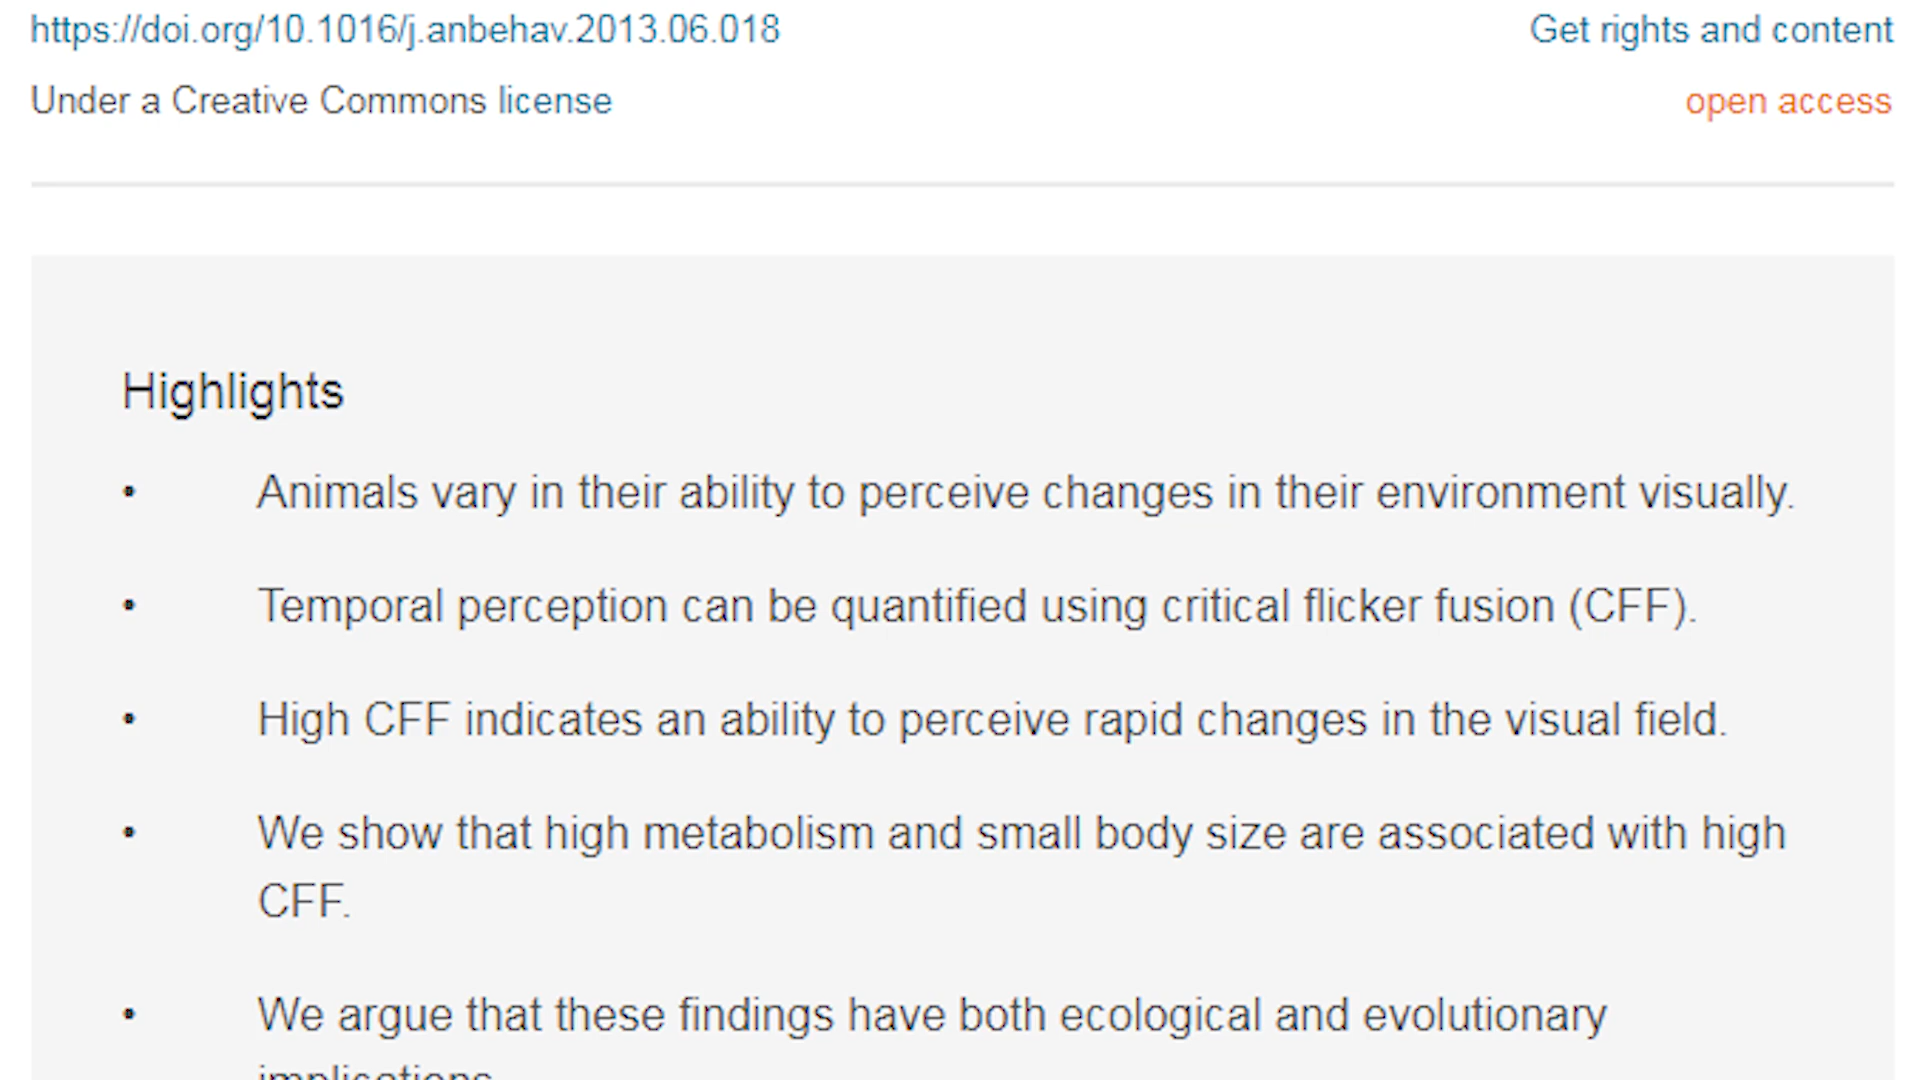 https://doi.org/10.1016/j.anbehav.2013.06.018
Get rights and content
Under a Creative Commons license
open access
Highlights
• Animals vary in their ability to perceive changes in their environment visually.
• Temporal perception can be quantified using critical flicker fusion (CFF).
• High CFF indicates an ability to perceive rapid changes in the visual field.
• We show that high metabolism and small body size are associated with high
CFF.
• We argue that these findings have both ecological and evolutionary
implications.